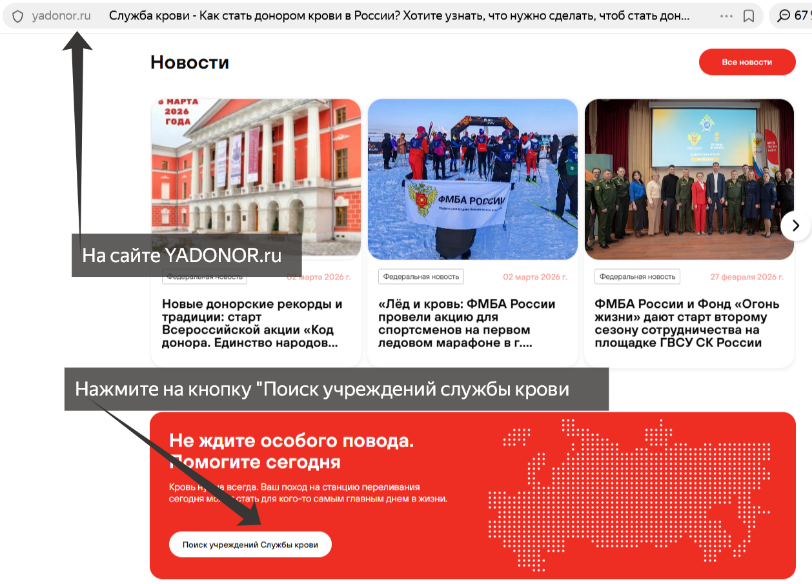 yadonor.ru Служба крови - Как стать донором крови в России? Хотите узнать, что нужно сделать, чтоб стать дон... 67
Новости
Все новости
8 МАРТА
2026
ГОДА
ФМБА РОССИИ
На сайте YADONOR.ru
Федеральная новость 02 марта 2026 г.
Новые донорские рекорды и
традиции: старт
Всероссийской акции «Код
донора. Единство народов...
Федеральная новость 02 марта 2026 г.
«Лёд и кровь: ФМБА России
провели акцию для
спортсменов на первом
ледовом марафоне в г....
Федеральная новость 27 февраля 2026 г.
ФМБА России и Фонд «Огонь
жизни» дают старт второму
сезону сотрудничества на
площадке ГВСУ СК России
Нажмите на кнопку "Поиск учреждений службы крови
Не ждите особого повода.
Помогите сегодня
Кровь нужна всегда. Ваш поход на станцию переливания
сегодня может стать для кого-то самым главным днем в жизни.
Поиск учреждений Службы крови